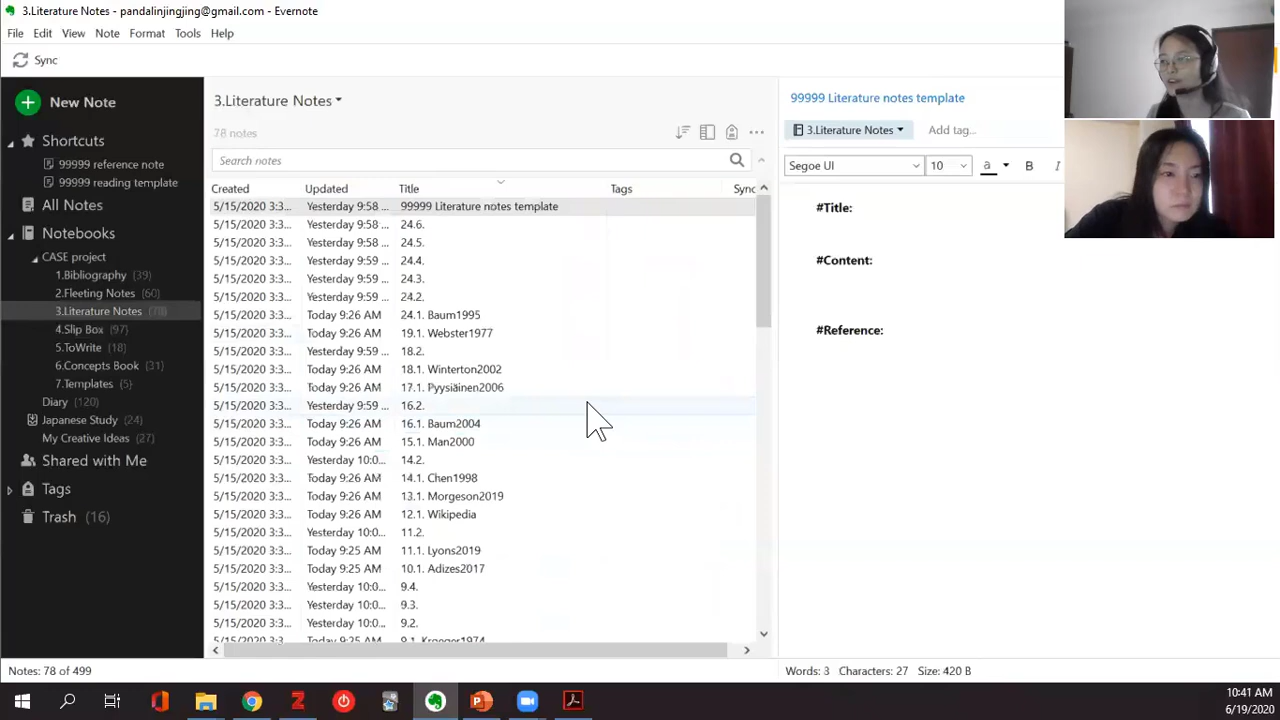 3.Literature Notes - pandalinjingjing@gmail.com - Evernote
File Edit View Note Format Tools Help
Sync
New Note
Shortcuts
99999 reference note
99999 reading template
All Notes
Notebooks
CASE project
1.Bibliography (39)
2.Fleeting Notes (60)
3.Literature Notes (78)
4.Slip Box (97)
5.ToWrite (18)
6.Concepts Book (31)
7.Templates (5)
Diary (120)
Japanese Study (24)
My Creative Ideas (27)
Shared with Me
Tags
Trash (16)
3.Literature Notes
78 notes
Search notes
Created Updated Title Tags Sync
5/15/2020 3:3... Yesterday 9:58 ... 99999 Literature notes template
5/15/2020 3:3... Yesterday 9:58 ... 24.6.
5/15/2020 3:3... Yesterday 9:58 ... 24.5.
5/15/2020 3:3... Yesterday 9:59 ... 24.4.
5/15/2020 3:3... Yesterday 9:59 ... 24.3.
5/15/2020 3:3... Yesterday 9:59 ... 24.2.
5/15/2020 3:3... Today 9:26 AM 24.1. Baum1995
5/15/2020 3:3... Today 9:26 AM 19.1. Webster1977
5/15/2020 3:3... Yesterday 9:59 ... 18.2.
5/15/2020 3:3... Today 9:26 AM 18.1. Winterton2002
5/15/2020 3:3... Today 9:26 AM 17.1. Pyysiäinen2006
5/15/2020 3:3... Yesterday 9:59 ... 16.2.
5/15/2020 3:3... Today 9:26 AM 16.1. Baum2004
5/15/2020 3:3... Today 9:26 AM 15.1. Man2000
5/15/2020 3:3... Yesterday 10:0... 14.2.
5/15/2020 3:3... Today 9:26 AM 14.1. Chen1998
5/15/2020 3:3... Today 9:26 AM 13.1. Morgeson2019
5/15/2020 3:3... Today 9:26 AM 12.1. Wikipedia
5/15/2020 3:3... Yesterday 10:0... 11.2.
5/15/2020 3:3... Today 9:25 AM 11.1. Lyons2019
5/15/2020 3:3... Today 9:25 AM 10.1. Adizes2017
5/15/2020 3:3... Yesterday 10:0... 9.4.
5/15/2020 3:3... Yesterday 10:0... 9.3.
5/15/2020 3:3... Yesterday 10:0... 9.2.
5/15/2020 3:3... Today 9:25 AM 9.1. Kroeger1974
99999 Literature notes template
3.Literature Notes Add tag...
Segoe UI 10 a B I
#Title:
#Content:
#Reference:
Notes: 78 of 499
Words: 3 Characters: 27 Size: 420 B
10:41 AM
6/19/2020